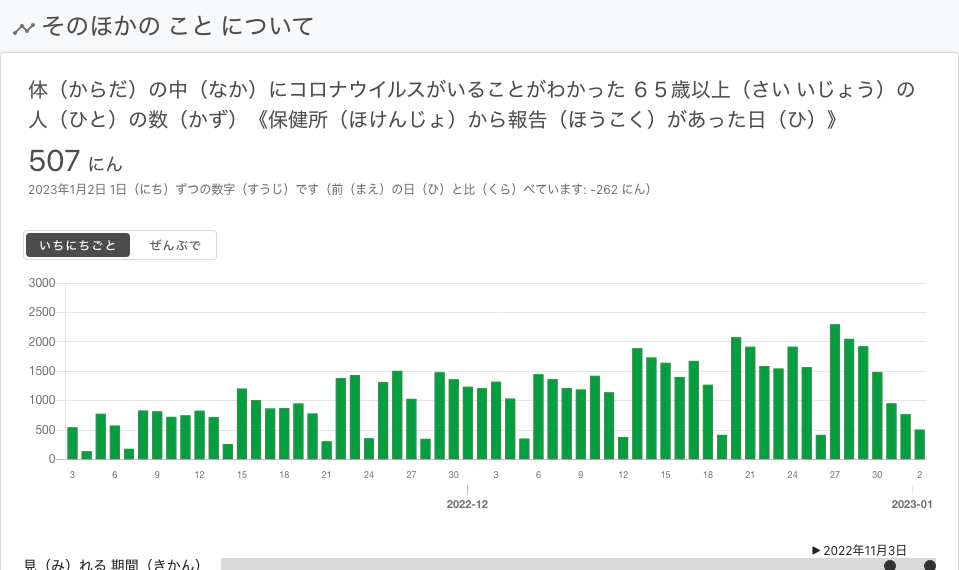 そのほかの こと について
体（からだ）の中（なか）にコロナウイルスがいることがわかった ６５歳以上（さい いじょう）の
人（ひと）の数（かず）《保健所（ほけんじょ）から報告（ほうこく）があった日（ひ）》
507 にん
2023年1月2日 1日（にち）ずつの数字（すうじ）です（前（まえ）の日（ひ）と比（くら）べています: -262 にん）
いちにちごと ぜんぶで
3000
2500
2000
1500
1000
500
0
3 6 9 12 15 18 21 24 27 30 3 6 9 12 15 18 21 24 27 30 2
2022-12 2023-01
▶ 2022年11月3日
見（み）れる 期間（きかん）